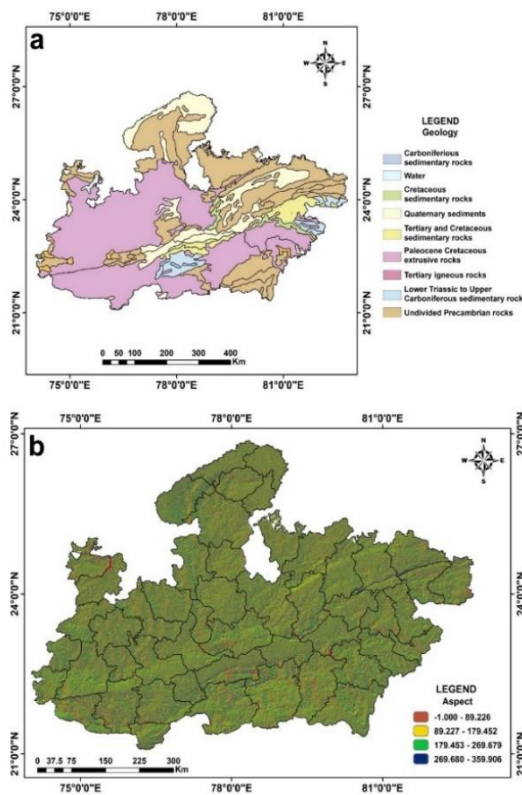 75°0'0"E 78°0'0"E 81°0'0"E
a
N
W E
S
27°0'0"N
27°0'0"N
LEGEND
Geology
Carboniferious
sedimentary rocks
Water
Cretaceous
sedimentary rocks
Quaternary sediments
Tertiary and Cretaceous
sedimentary rocks
Paleocene Cretaceous
extrusive rocks
Tertiary igneous rocks
Lower Triassic to Upper
Carboniferous sedimentary rock
Undivided Precambrian
rocks
24°0'0"N
24°0'0"N
21°0'0"N
21°0'0"N
0 50 100 200 300 400
Km
75°0'0"E 78°0'0"E 81°0'0"E
75°0'0"E 78°0'0"E 81°0'0"E
b
N
W E
S
27°0'0"N
27°0'0"N
24°0'0"N
24°0'0"N
LEGEND
Aspect
-1.000 - 89.226
89.227 - 179.452
179.453 - 269.679
269.680 - 359.906
0 37.5 75 150 225 300
Km
21°0'0"N
21°0'0"N
75°0'0"E 78°0'0"E 81°0'0"E